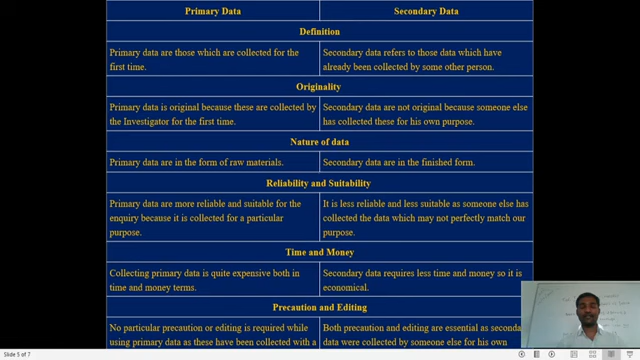 Primary Data
Secondary Data
Definition
Primary data are those which are collected for the
first time.
Secondary data refers to those data which have
already been collected by some other person.
Originality
Primary data is original because these are collected by
the Investigator for the first time.
Secondary data are not original because someone else
has collected these for his own purpose.
Nature of data
Primary data are in the form of raw materials.
Secondary data are in the finished form.
Reliability and Suitability
Primary data are more reliable and suitable for the
enquiry because it is collected for a particular
purpose.
It is less reliable and less suitable as someone else has
collected the data which may not perfectly match our
purpose.
Time and Money
Collecting primary data is quite expensive both in
time and money terms.
Secondary data requires less time and money so it is
economical.
Precaution and Editing
No particular precaution or editing is required while
using primary data as these have been collected with a
Both precaution and editing are essential as seconda
data were collected by someone else for his own
Slide 5 of 7